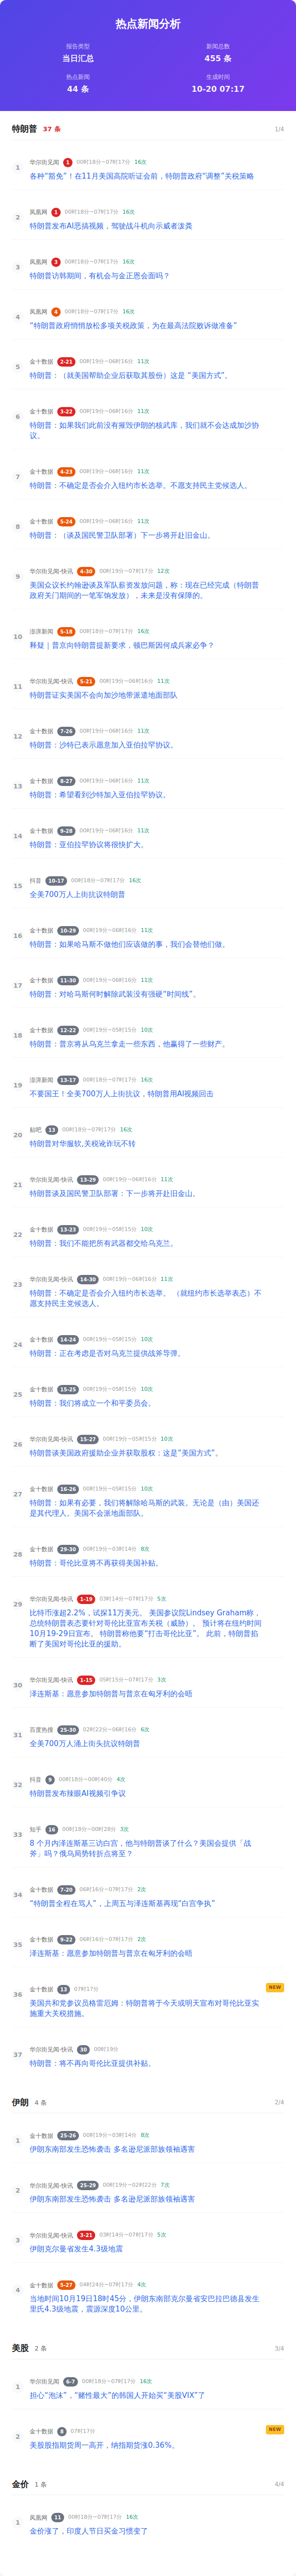 热点新闻分析
报告类型
新闻总数
当日汇总
455 条
热点新闻
生成时间
44 条
10-20 07:17
特朗普 37 条 1/4
1
华尔街见闻 1 00时18分~07时17分 16次
各种“豁免”！在11月美国高院听证会前，特朗普政府“调整”关税策略
2
凤凰网 1 00时18分~07时17分 16次
特朗普发布AI恶搞视频，驾驶战斗机向示威者泼粪
3
凤凰网 3 00时18分~07时17分 16次
特朗普访韩期间，有机会与金正恩会面吗？
4
凤凰网 4 00时18分~07时17分 16次
“特朗普政府悄悄放松多项关税政策，为在最高法院败诉做准备”
5
金十数据 2-21 00时19分~06时16分 11次
特朗普：（就美国帮助企业后获取其股份）这是 “美国方式”。
6
金十数据 3-22 00时19分~06时16分 11次
特朗普：如果我们此前没有摧毁伊朗的核武库，我们就不会达成加沙协
议。
7
金十数据 4-23 00时19分~06时16分 11次
特朗普：不确定是否会介入纽约市长选举。不愿支持民主党候选人。
8
金十数据 5-24 00时19分~06时16分 11次
特朗普：（谈及国民警卫队部署）下一步将开赴旧金山。
9
华尔街见闻-快讯 4-30 00时19分~07时17分 12次
美国众议长约翰逊谈及军队薪资发放问题，称：现在已经完成（特朗普
政府关门期间的一笔军饷发放），未来是没有保障的。
10
澎湃新闻 5-18 00时18分~07时17分 16次
释疑｜普京向特朗普提新要求，顿巴斯因何成兵家必争？
11
华尔街见闻-快讯 5-21 00时19分~06时16分 11次
特朗普证实美国不会向加沙地带派遣地面部队
12
金十数据 7-26 00时19分~06时16分 11次
特朗普：沙特已表示愿意加入亚伯拉罕协议。
13
金十数据 8-27 00时19分~06时16分 11次
特朗普：希望看到沙特加入亚伯拉罕协议。
14
金十数据 9-28 00时19分~06时16分 11次
特朗普：亚伯拉罕协议将很快扩大。
15
抖音 10-17 00时18分~07时17分 16次
全美700万人上街抗议特朗普
16
金十数据 10-29 00时19分~06时16分 11次
特朗普：如果哈马斯不做他们应该做的事，我们会替他们做。
17
金十数据 11-30 00时19分~06时16分 11次
特朗普：对哈马斯何时解除武装没有强硬“时间线”。
18
金十数据 12-22 00时19分~05时15分 10次
特朗普：普京将从乌克兰拿走一些东西，他赢得了一些财产。
19
澎湃新闻 13-17 00时18分~07时17分 16次
不要国王！全美700万人上街抗议，特朗普用AI视频回击
20
贴吧 13 00时18分~07时17分 16次
特朗普对华服软,关税讹诈玩不转
21
华尔街见闻-快讯 13-29 00时19分~06时16分 11次
特朗普谈及国民警卫队部署：下一步将开赴旧金山。
22
金十数据 13-23 00时19分~05时15分 10次
特朗普：我们不能把所有武器都交给乌克兰。
23
华尔街见闻-快讯 14-30 00时19分~06时16分 11次
特朗普：不确定是否会介入纽约市长选举。 （就纽约市长选举表态）不
愿支持民主党候选人。
24
金十数据 14-24 00时19分~05时15分 10次
特朗普：正在考虑是否对乌克兰提供战斧导弹。
25
金十数据 15-25 00时19分~05时15分 10次
特朗普：我们将成立一个和平委员会。
26
华尔街见闻-快讯 15-27 00时19分~05时15分 10次
特朗普谈美国政府援助企业并获取股权：这是“美国方式”。
27
金十数据 16-26 00时19分~05时15分 10次
特朗普：如果有必要，我们将解除哈马斯的武装。无论是（由）美国还
是其代理人。美国不会派地面部队。
28
金十数据 29-30 00时19分~03时14分 8次
特朗普：哥伦比亚将不再获得美国补贴。
29
华尔街见闻-快讯 1-19 03时14分~07时17分 5次
比特币涨超2.2%，试探11万美元。 美国参议院Lindsey Graham称，
总统特朗普表态要针对哥伦比亚宣布关税（威胁）。 预计将在纽约时间
10月19-29日宣布。 特朗普称他要“打击哥伦比亚”。 此前，特朗普掐
断了美国对哥伦比亚的援助。
30
华尔街见闻-快讯 1-15 05时15分~07时17分 3次
泽连斯基：愿意参加特朗普与普京在匈牙利的会晤
31
百度热搜 25-30 02时22分~06时16分 6次
全美700万人涌上街头抗议特朗普
32
抖音 9 00时18分~00时40分 4次
特朗普发布辣眼AI视频引争议
33
知乎 16 00时18分~00时28分 3次
8 个月内泽连斯基三访白宫，他与特朗普谈了什么？美国会提供「战
斧」吗？俄乌局势转折点将至？
34
金十数据 7-20 06时16分~07时17分 2次
“特朗普全程在骂人”，上周五与泽连斯基再现“白宫争执”
35
金十数据 9-22 06时16分~07时17分 2次
泽连斯基：愿意参加特朗普与普京在匈牙利的会晤
36
金十数据 13 07时17分 NEW
美国共和党参议员格雷厄姆：特朗普将于今天或明天宣布对哥伦比亚实
施重大关税措施。
37
华尔街见闻-快讯 30 00时19分
特朗普：将不再向哥伦比亚提供补贴。
伊朗 4 条 2/4
1
金十数据 25-26 00时19分~03时14分 8次
伊朗东南部发生恐怖袭击 多名逊尼派部族领袖遇害
2
华尔街见闻-快讯 25-29 00时19分~02时22分 7次
伊朗东南部发生恐怖袭击 多名逊尼派部族领袖遇害
3
华尔街见闻-快讯 3-21 03时14分~07时17分 5次
伊朗克尔曼省发生4.3级地震
4
金十数据 5-27 04时24分~07时17分 4次
当地时间10月19日18时45分，伊朗东南部克尔曼省安巴拉巴德县发生
里氏4.3级地震，震源深度10公里。
美股 2 条 3/4
1
华尔街见闻 6-7 00时18分~07时17分 16次
担心“泡沫”，“赌性最大”的韩国人开始买“美股VIX”了
2
金十数据 8 07时17分 NEW
美股股指期货周一高开，纳指期货涨0.36%。
金价 1 条 4/4
1
凤凰网 11 00时18分~07时17分 16次
金价涨了，印度人节日买金习惯变了